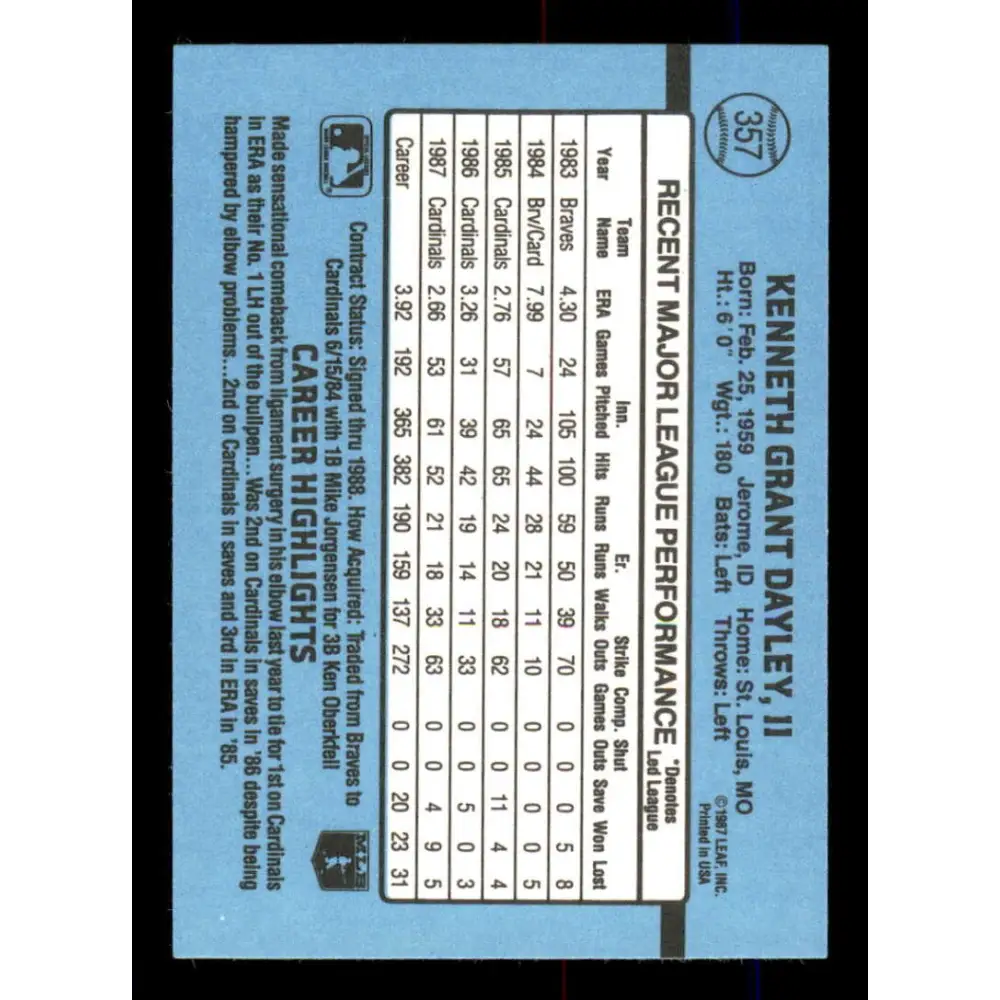 357
KENNETH GRANT DAYLEY, II
Born: Feb. 25, 1959 Jerome, ID Home: St. Louis, MO
Ht.: 6'0" Wgt.: 180 Bats: Left Throws: Left
©1987 LEAF, INC.
Printed in USA
RECENT MAJOR LEAGUE PERFORMANCE *Denotes Led League
Team Inn. Er. Strike Comp. Shut
Year Name ERA Games Pitched Hits Runs Runs Walks Outs Games Outs Save Won Lost
1983 Braves 4.30 24 105 100 59 50 39 70 0 0 0 5 8
1984 Brv/Card 7.99 7 24 44 28 21 11 10 0 0 0 0 5
1985 Cardinals 2.76 57 65 65 24 20 18 62 0 0 11 4 4
1986 Cardinals 3.26 31 39 42 19 14 11 33 0 0 5 0 3
1987 Cardinals 2.66 53 61 52 21 18 33 63 0 0 4 9 5
Career 3.92 192 365 382 190 159 137 272 0 0 20 23 31
Contract Status: Signed thru 1988. How Acquired: Traded from Braves to
Cardinals 6/15/84 with 1B Mike Jorgensen for 3B Ken Oberkfell
MLB
CAREER HIGHLIGHTS
Made sensational comeback from ligament surgery in his elbow last year to tie for 1st on Cardinals
in ERA as their No. 1 LH out of the bullpen...Was 2nd on Cardinals in saves in '86 despite being
hampered by elbow problems...2nd on Cardinals in saves and 3rd in ERA in '85.